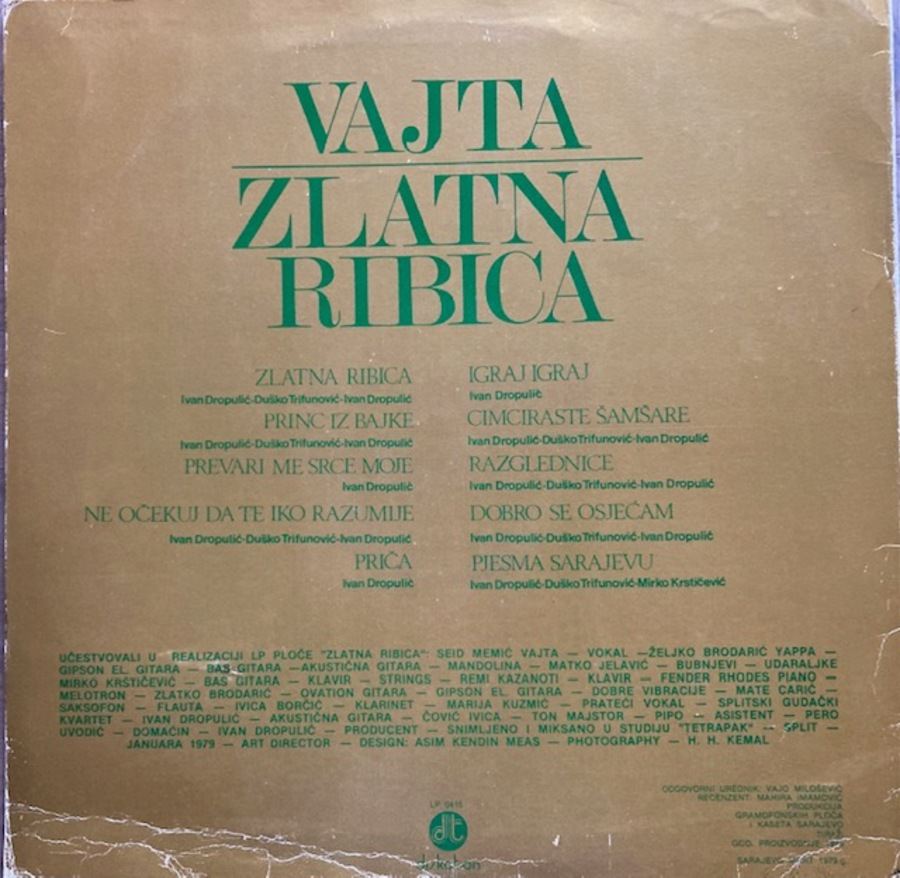 VAJTA
ZLATNA
RIBICA
ZLATNA RIBICA
Ivan Dropulić-Duško Trifunović-Ivan Dropulić
PRINC IZ BAJKE
Ivan Dropulić-Duško Trifunović-Ivan Dropulić
PREVARI ME SRCE MOJE
Ivan Dropulić
NE OČEKUJ DA TE IKO RAZUMIJE
Ivan Dropulić-Duško Trifunović-Ivan Dropulić
PRIČA
Ivan Dropulić
IGRAJ IGRAJ
Ivan Dropulić
CIMCIRASTE ŠAMŠARE
Ivan Dropulić-Duško Trifunović-Ivan Dropulić
RAZGLEDNICE
Ivan Dropulić-Duško Trifunović-Ivan Dropulić
DOBRO SE OSJEĆAM
Ivan Dropulić-Duško Trifunović-Ivan Dropulić
PJESMA SARAJEVU
Ivan Dropulić-Duško Trifunović-Mirko Krstičević
UČESTVOVALI U REALIZACIJI LP PLOČE "ZLATNA RIBICA": SEID MEMIĆ VAJTA — VOKAL —ŽELJKO BRODARIĆ YAPPA —
GIPSON EL. GITARA — BAS GITARA —AKUSTIČNA GITARA — MANDOLINA — MATKO JELAVIĆ — BUBNJEVI — UDARALJKE
MIRKO KRSTIČEVIĆ — BAS GITARA — KLAVIR — STRINGS — REMI KAZANOTI — KLAVIR — FENDER RHODES PIANO —
MELOTRON — ZLATKO BRODARIĆ — OVATION GITARA — GIPSON EL. GITARA — DOBRE VIBRACIJE — MATE CARIĆ —
SAKSOFON — FLAUTA — IVICA BORČIĆ — KLARINET — MARIJA KUZMIĆ — PRATEĆI VOKAL — SPLITSKI GUDAČKI
KVARTET — IVAN DROPULIĆ — AKUSTIČNA GITARA — ČOVIĆ IVICA — TON MAJSTOR — PIPO — ASISTENT — PERO
UVODIĆ — DOMAĆIN — IVAN DROPULIĆ — PRODUCENT — SNIMLJENO I MIKSANO U STUDIJU "TETRAPAK" — SPLIT —
JANUARA 1979 — ART DIRECTOR — DESIGN: ASIM KENDIN MEAS — PHOTOGRAPHY — H. H. KEMAL
ODGOVORNI UREDNIK: VAJO MILOŠEVIĆ
RECENZENT: MAHIRA IMAMOVIĆ
PRODUKCIJA
GRAMOFONSKIH PLOČA
I KASETA SARAJEVO
GOD. PROIZVODNJE
SARAJEVO 1979 g.
LP 0415
diskoton